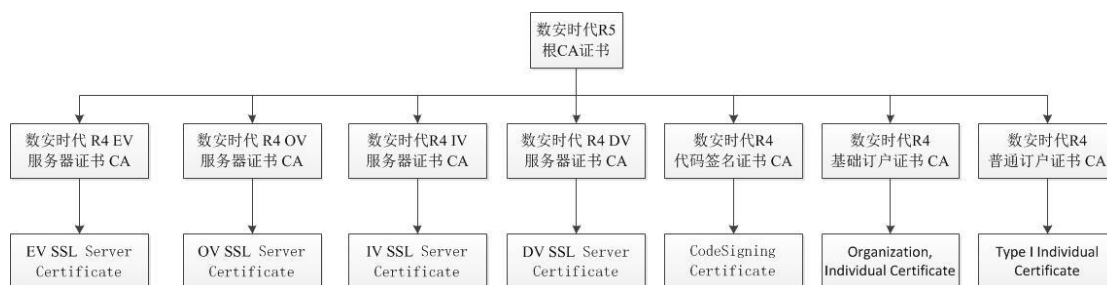 数安时代R5
根CA证书
数安时代 R4 EV
服务器证书 CA
数安时代 R4 OV
服务器证书 CA
数安时代R4 IV
服务器证书 CA
数安时代 R4 DV
服务器证书 CA
数安时代R4
代码签名证书 CA
数安时代R4
基础订户证书 CA
数安时代R4
普通订户证书 CA
EV SSL Server
Certificate
OV SSL Server
Certificate
IV SSL Server
Certificate
DV SSL Server
Certificate
CodeSigning
Certificate
Organization,
Individual Certificate
Type I Individual
Certificate